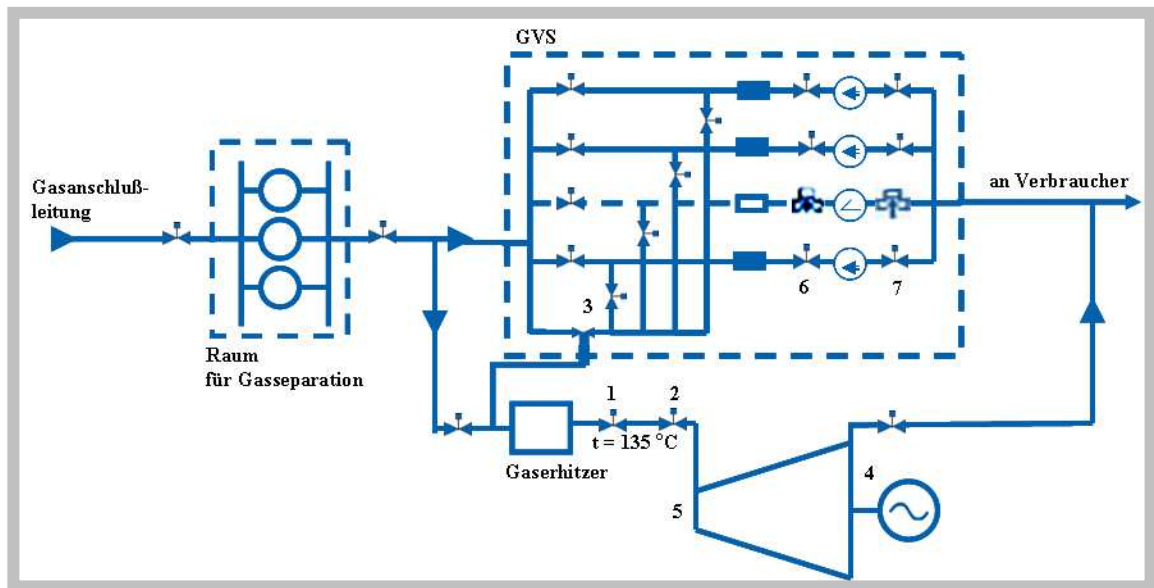 GVS
Gasanschluß-
leitung
an Verbraucher
6
7
3
Raum
für Gasseparation
1
2
t = 135 °C
Gaserhitzer
4
5